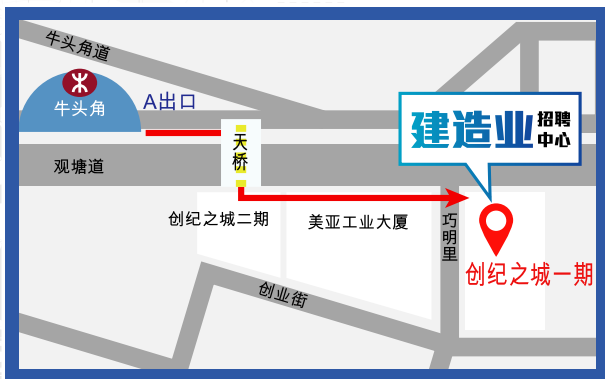 牛头角道
牛头角
A出口
天桥
观塘道
建造业
招聘
中心
创纪之城二期
美亚工业大厦
巧明里
创纪之城一期
创业街